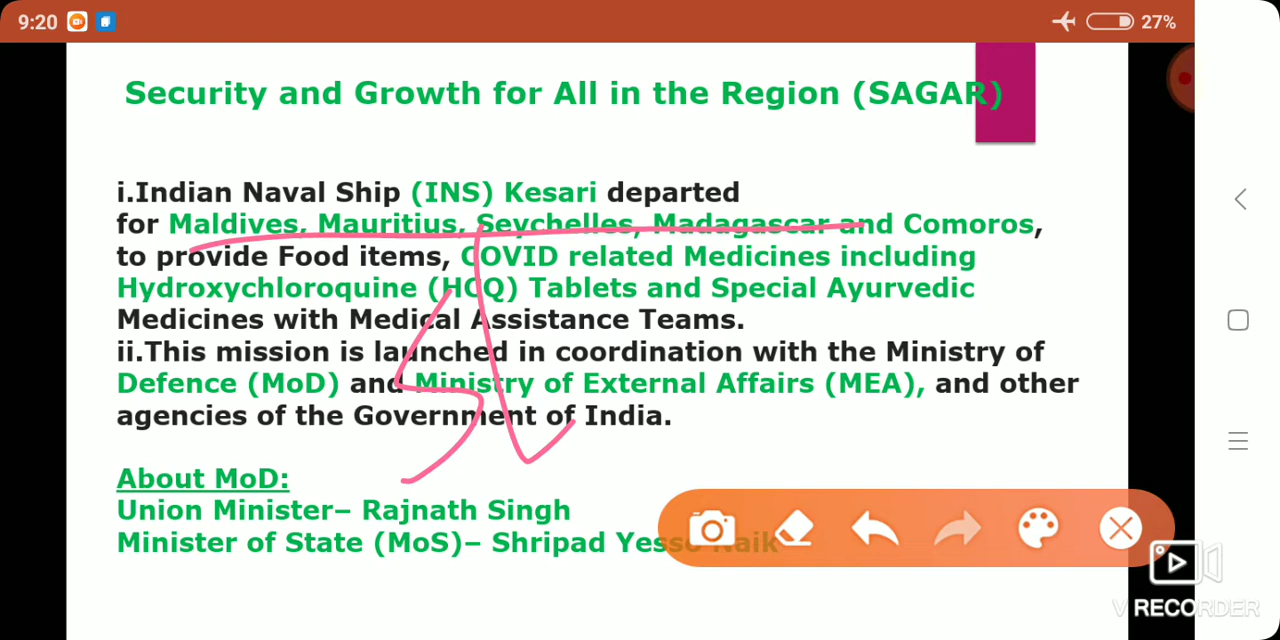 9:20
27%
Security and Growth for All in the Region (SAGAR)
i.Indian Naval Ship (INS) Kesari departed
for Maldives, Mauritius, Seychelles, Madagascar and Comoros,
to provide Food items, COVID related Medicines including
Hydroxychloroquine (HCQ) Tablets and Special Ayurvedic
Medicines with Medical Assistance Teams.
ii.This mission is launched in coordination with the Ministry of
Defence (MoD) and Ministry of External Affairs (MEA), and other
agencies of the Government of India.
About MoD:
Union Minister– Rajnath Singh
Minister of State (MoS)– Shripad Yesso Naik
V RECORDER